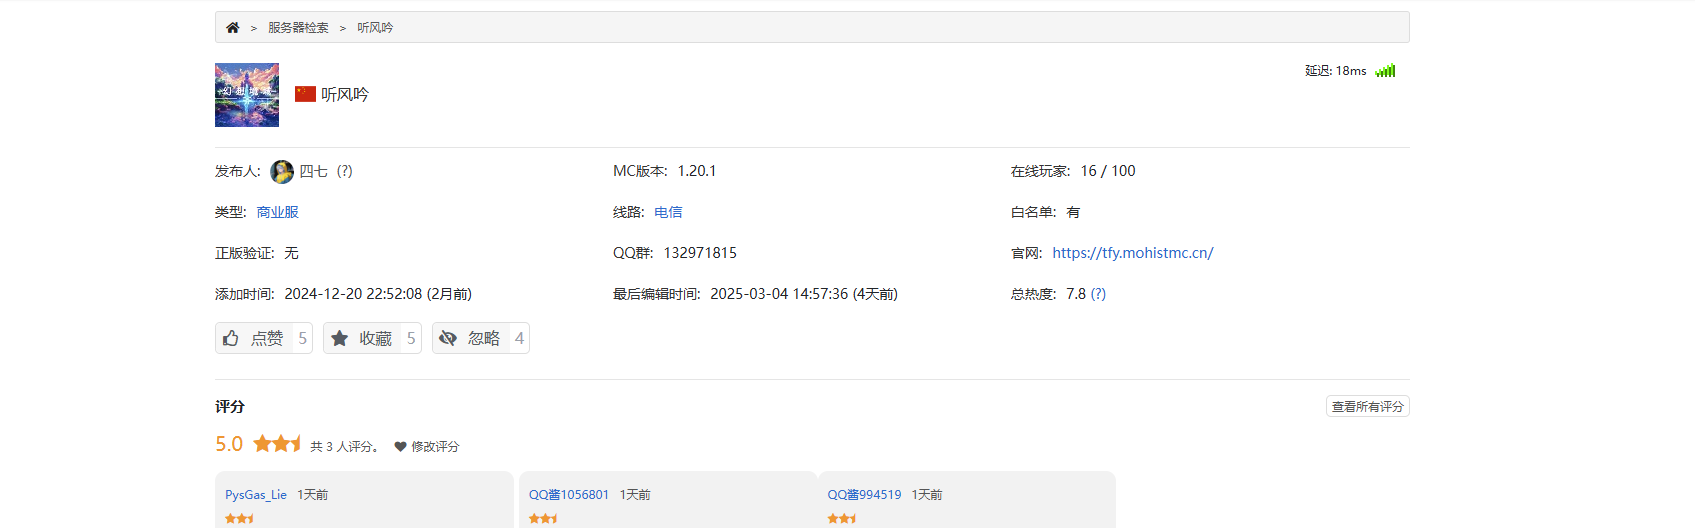 > 服务器检索 > 听风吟
延迟: 18ms
幻想
听风吟
发布人: 四七 (?)
MC版本: 1.20.1
在线玩家: 16 / 100
类型: 商业服
线路: 电信
白名单: 有
正版验证: 无
QQ群: 132971815
官网: https://tfy.mohistmc.cn/
添加时间: 2024-12-20 22:52:08 (2月前)
最后编辑时间: 2025-03-04 14:57:36 (4天前)
总热度: 7.8 (?)
点赞 5
收藏 5
忽略 4
评分
查看所有评分
5.0 共 3 人评分。 修改评分
PysGas_Lie 1天前
QQ酱1056801 1天前
QQ酱994519 1天前